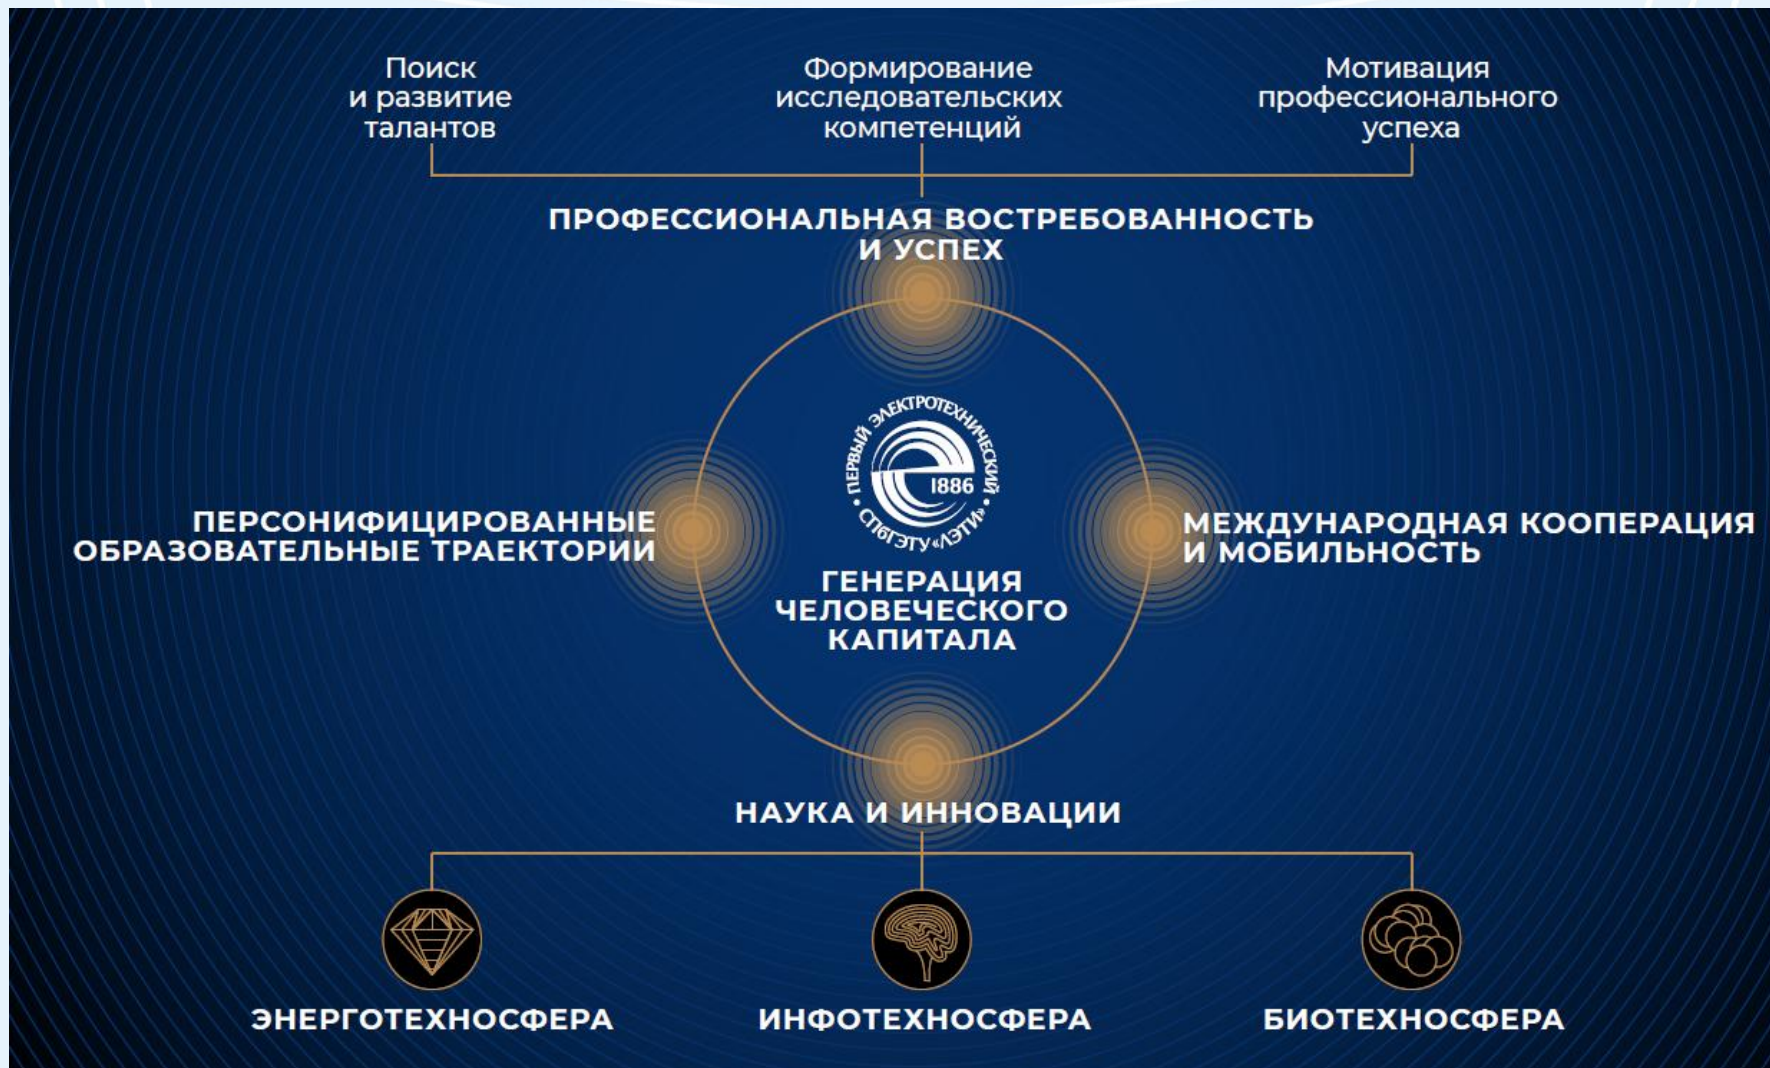 Поиск
и развитие
талантов
Формирование
исследовательских
компетенций
Мотивация
профессионального
успеха
ПРОФЕССИОНАЛЬНАЯ ВОСТРЕБОВАННОСТЬ
И УСПЕХ
ПЕРСОНИФИЦИРОВАННЫЕ
ОБРАЗОВАТЕЛЬНЫЕ ТРАЕКТОРИИ
• ПЕРВЫЙ ЭЛЕКТРОТЕХНИЧЕСКИЙ •
1886
СПбГЭТУ «ЛЭТИ»
ГЕНЕРАЦИЯ
ЧЕЛОВЕЧЕСКОГО
КАПИТАЛА
МЕЖДУНАРОДНАЯ КООПЕРАЦИЯ
И МОБИЛЬНОСТЬ
НАУКА И ИННОВАЦИИ
ЭНЕРГОТЕХНОСФЕРА
ИНФОТЕХНОСФЕРА
БИОТЕХНОСФЕРА